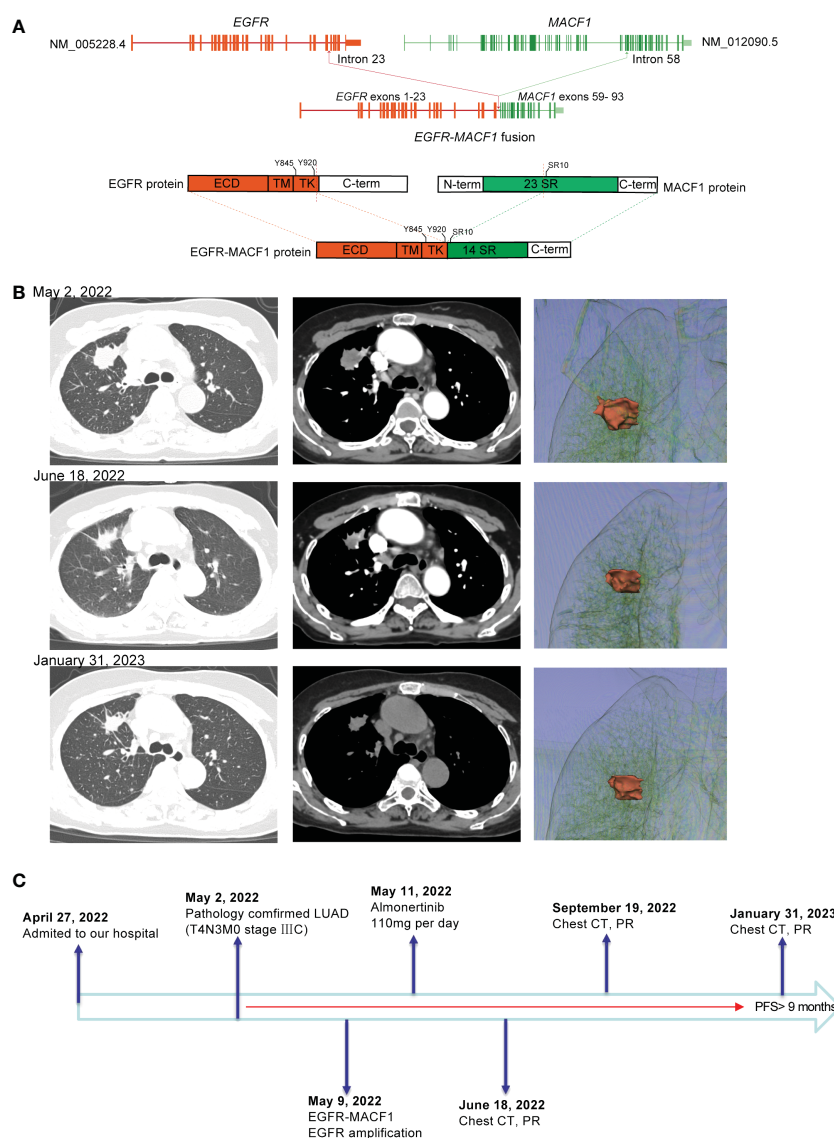 A
EGFR
MACF1
NM_005228.4
NM_012090.5
Intron 23
Intron 58
EGFR exons 1-23
MACF1 exons 59- 93
EGFR-MACF1 fusion
Y845
Y920
SR10
EGFR protein
ECD
TM
TK
C-term
N-term
23 SR
C-term
MACF1 protein
Y845
Y920
SR10
EGFR-MACF1 protein
ECD
TM
TK
14 SR
C-term
B
May 2, 2022
June 18, 2022
January 31, 2023
C
April 27, 2022
Admited to our hospital
May 2, 2022
Pathology comfirmed LUAD
(T4N3M0 stage ⅢC)
May 11, 2022
Almonertinib
110mg per day
September 19, 2022
Chest CT, PR
January 31, 2023
Chest CT, PR
PFS> 9 months
May 9, 2022
EGFR-MACF1
EGFR amplification
June 18, 2022
Chest CT, PR